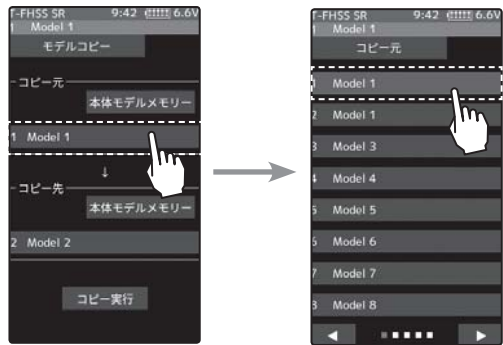 T-FHSS SR 9:42 6.6V
Model 1
モデルコピー
コピー元
本体モデルメモリー
1 Model 1
↓
コピー先
本体モデルメモリー
2 Model 2
コピー実行
T-FHSS SR 9:42 6.6V
Model 1
コピー元
1 Model 1
2 Model 1
3 Model 3
4 Model 4
5 Model 5
6 Model 6
7 Model 7
8 Model 8